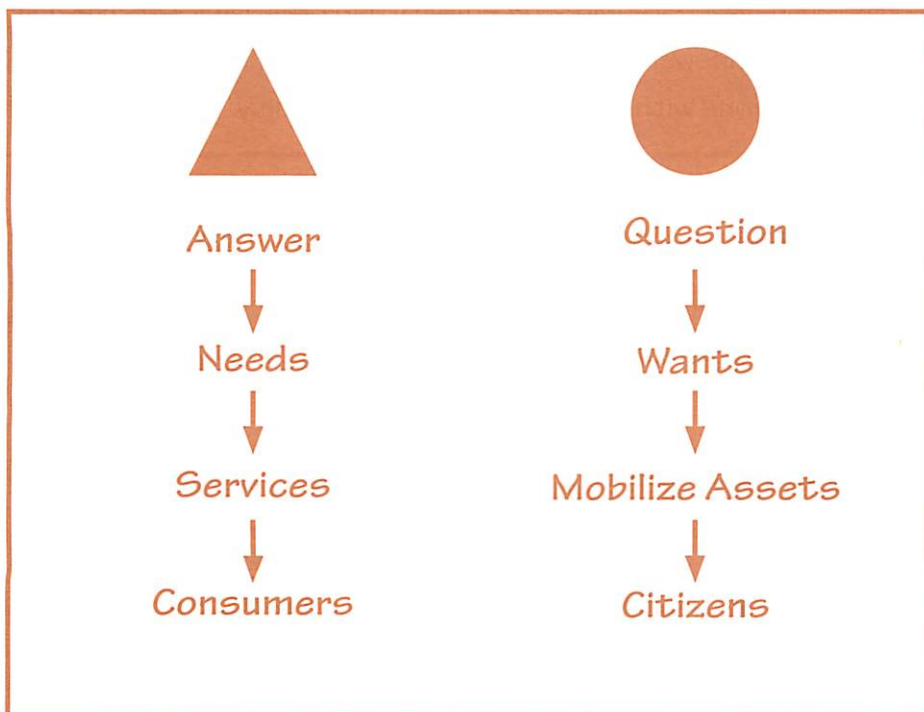 Answer
Needs
Services
Consumers
Question
Wants
Mobilize Assets
Citizens